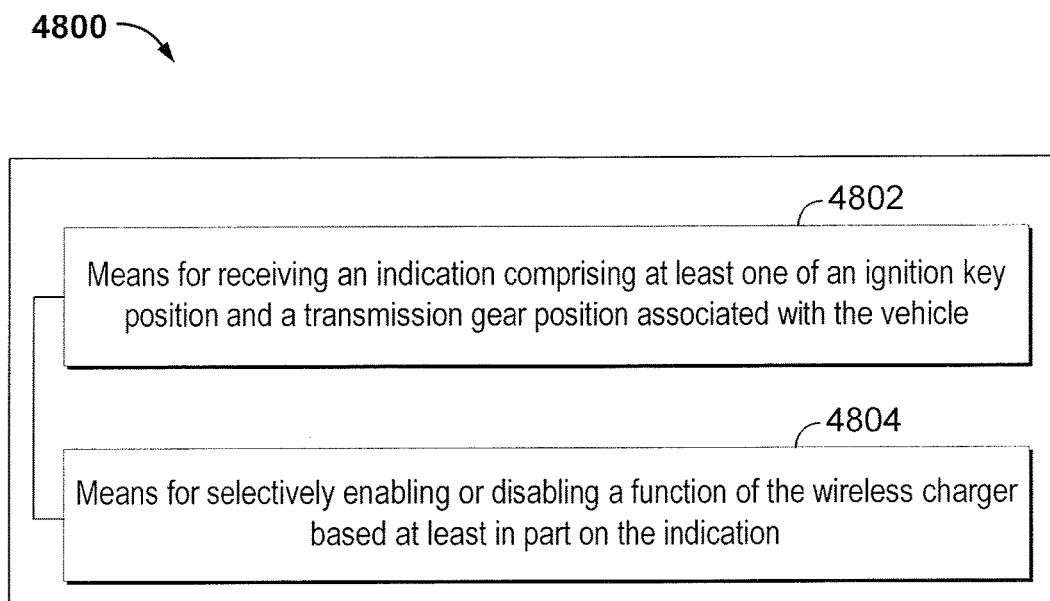 4800
4802
Means for receiving an indication comprising at least one of an ignition key
position and a transmission gear position associated with the vehicle
4804
Means for selectively enabling or disabling a function of the wireless charger
based at least in part on the indication